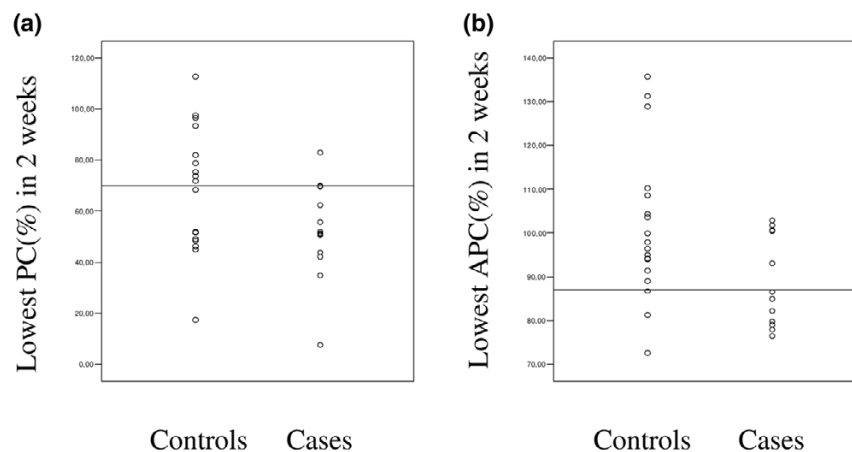 (a)
Lowest PC(%) in 2 weeks
120,00
100,00
80,00
60,00
40,00
20,00
0,00
Controls Cases
(b)
Lowest APC(%) in 2 weeks
140,00
130,00
120,00
110,00
100,00
90,00
80,00
70,00
Controls Cases